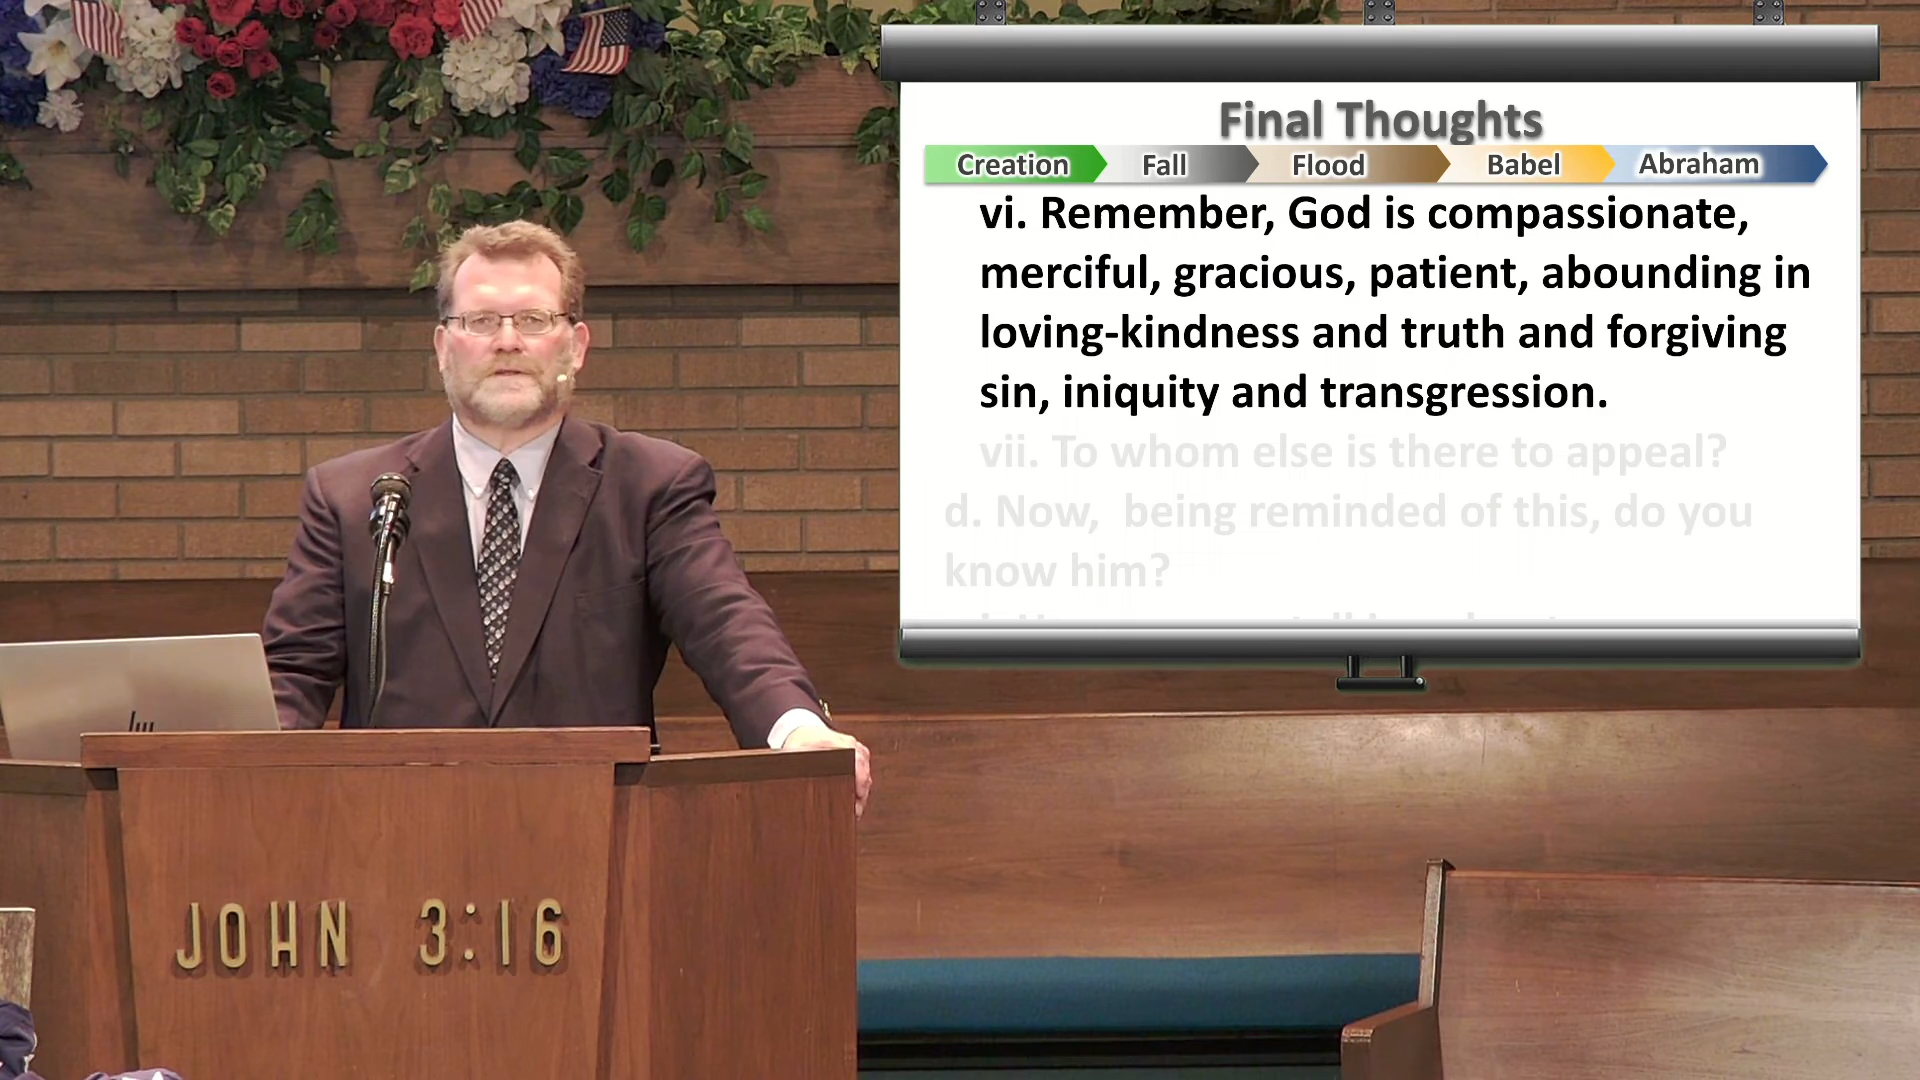 Final Thoughts
Creation Fall Flood Babel Abraham
vi. Remember, God is compassionate,
merciful, gracious, patient, abounding in
loving-kindness and truth and forgiving
sin, iniquity and transgression.
vii. To whom else is there to appeal?
d. Now, being reminded of this, do you
know him?
hp
JOHN 3:16